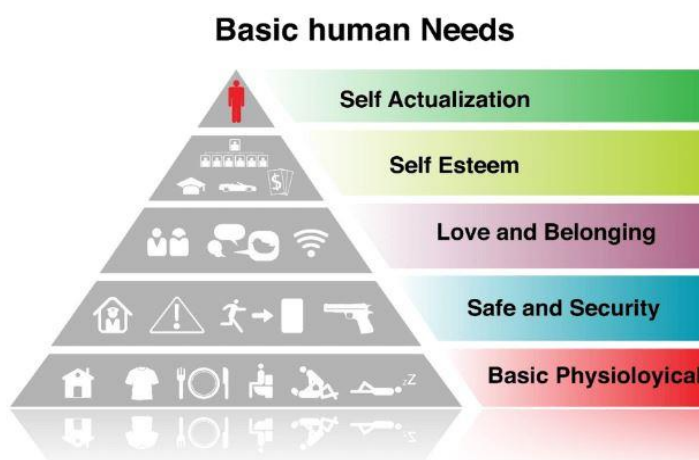 Basic human Needs
Self Actualization
Self Esteem
Love and Belonging
Safe and Security
Basic Physioloyical